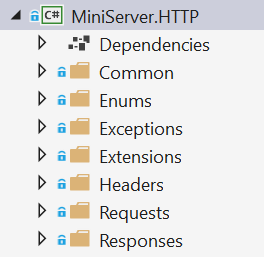 C# MiniServer.HTTP
Dependencies
Common
Enums
Exceptions
Extensions
Headers
Requests
Responses